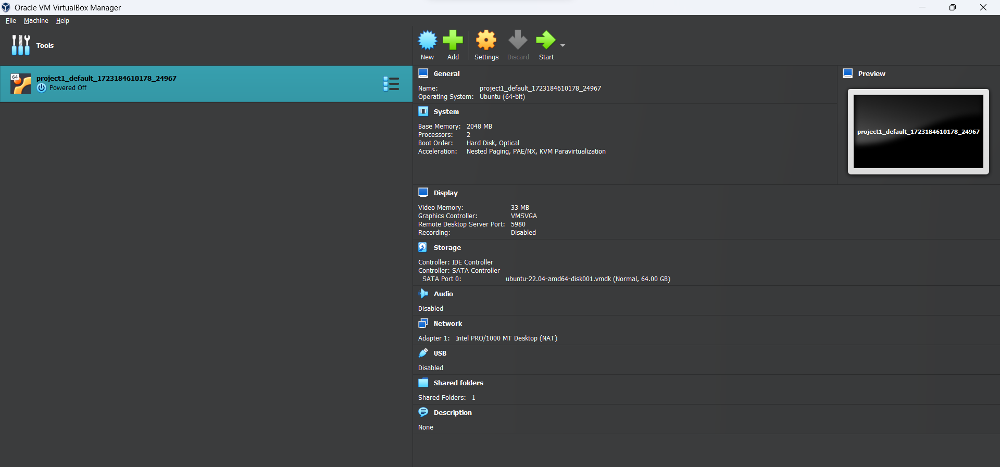 Oracle VM VirtualBox Manager
File Machine Help
Tools
New Add Settings Discard Start
64
project1_default_1723184610178_24967
Powered Off
General
Name: project1_default_1723184610178_24967
Operating System: Ubuntu (64-bit)
System
Base Memory: 2048 MB
Processors: 2
Boot Order: Hard Disk, Optical
Acceleration: Nested Paging, PAE/NX, KVM Paravirtualization
Preview
project1_default_1723184610178_24967
Display
Video Memory: 33 MB
Graphics Controller: VMSVGA
Remote Desktop Server Port: 5980
Recording: Disabled
Storage
Controller: IDE Controller
Controller: SATA Controller
SATA Port 0: ubuntu-22.04-amd64-disk001.vmdk (Normal, 64.00 GB)
Audio
Disabled
Network
Adapter 1: Intel PRO/1000 MT Desktop (NAT)
USB
Disabled
Shared folders
Shared Folders: 1
Description
None